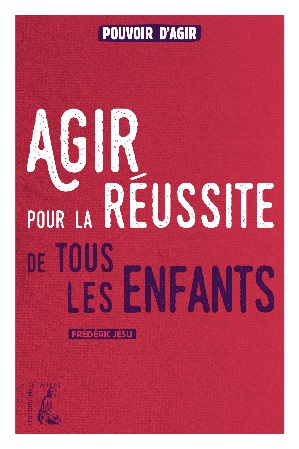 POUVOIR D'AGIR
AGIR
POUR LA RÉUSSITE
DE TOUS
LES ENFANTS
FRÉDÉRIC JÉSU